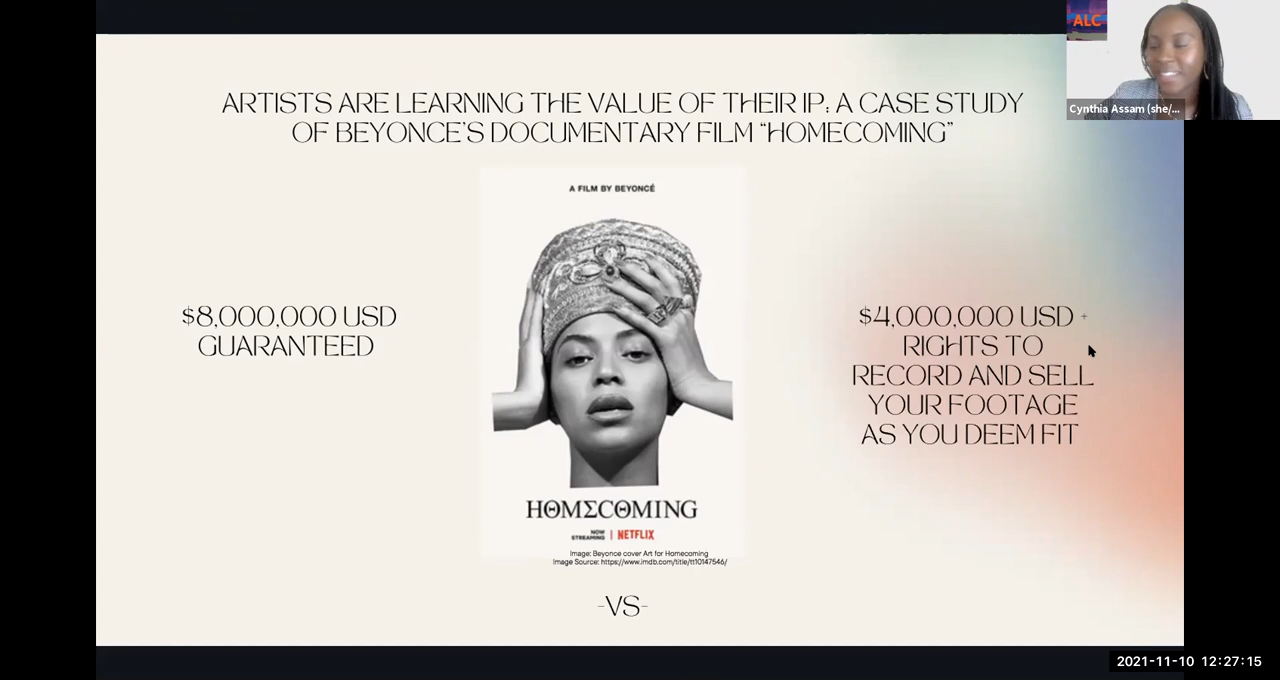 ALC
Cynthia Assam (she/...
ARTISTS ARE LEARNING THE VALUE OF THEIR IP: A CASE STUDY
OF BEYONCE'S DOCUMENTARY FILM “HOMECOMING”
A FILM BY BEYONCÉ
$8,000,000 USD
GUARANTEED
$4,000,000 USD +
RIGHTS TO
RECORD AND SELL
YOUR FOOTAGE
AS YOU DEEM FIT
HOMΣCOMING
NOW
STREAMING | NETFLIX
Image: Beyonce cover Art for Homecoming
Image Source: https://www.imdb.com/title/tt10147546/
-VS-
2021-11-10 12:27:15